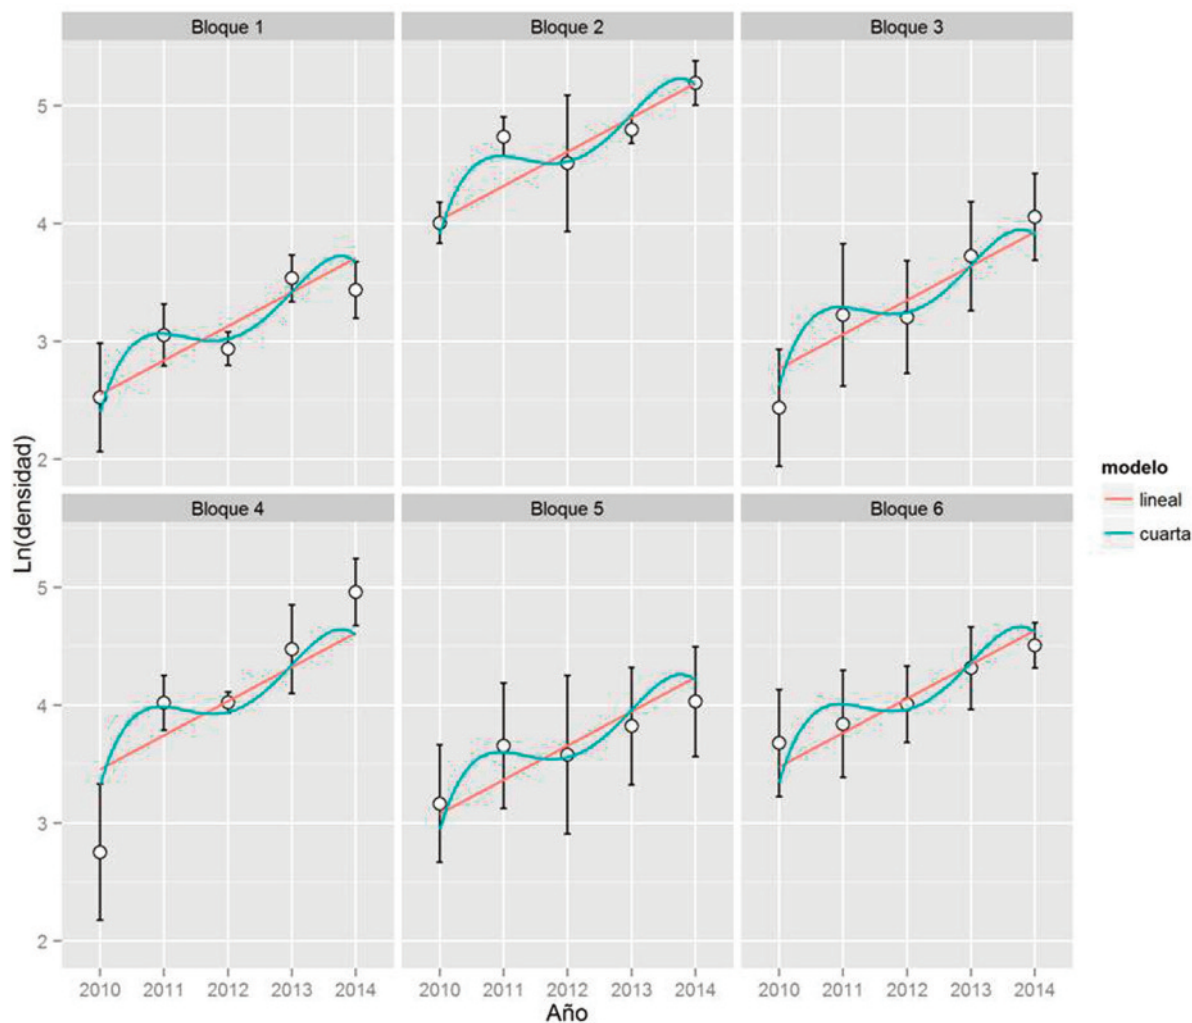 Bloque 1
Bloque 2
Bloque 3
5
4
3
2
Ln(densidad)
Bloque 4
Bloque 5
Bloque 6
5
4
3
2
2010 2011 2012 2013 2014
2010 2011 2012 2013 2014
2010 2011 2012 2013 2014
Año
modelo
lineal
cuarta